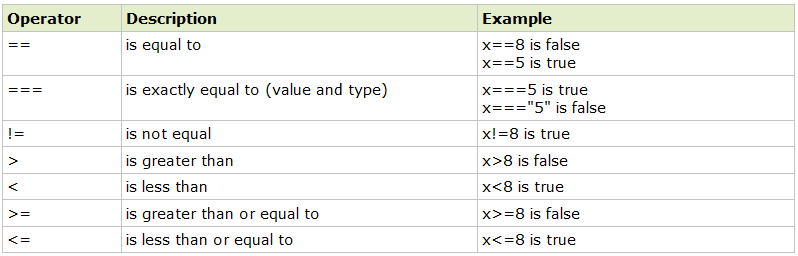 Operator Description Example
== is equal to x==8 is false
x==5 is true
=== is exactly equal to (value and type) x===5 is true
x==="5" is false
!= is not equal x!=8 is true
> is greater than x>8 is false
< is less than x<8 is true
>= is greater than or equal to x>=8 is false
<= is less than or equal to x<=8 is true